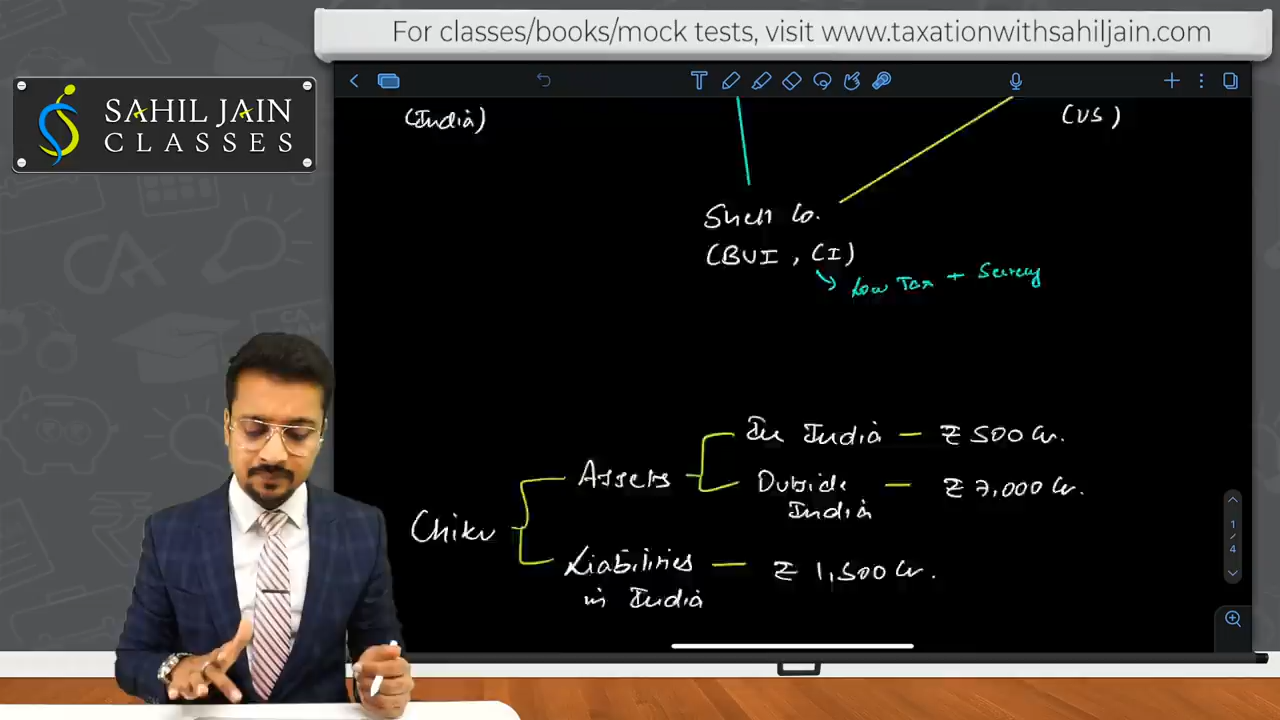 For classes/books/mock tests, visit www.taxationwithsahiljain.com
SAHIL JAIN
CLASSES
(India)
(US)
Shell Co.
(BVI, CI)
Low Tax + Secrecy
In India — ₹ 500 Cr.
Assets
Outside — ₹ 7,000 Cr.
India
Chiku
Liabilities — ₹ 1,500 Cr.
in India
1
/
4